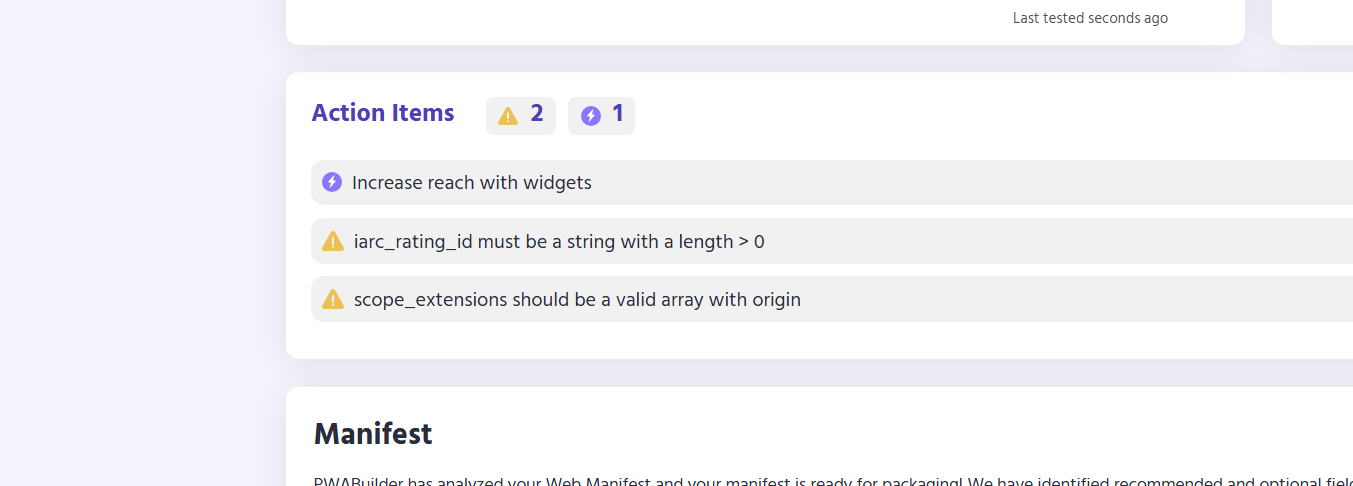 Last tested seconds ago
Action Items 2 1
Increase reach with widgets
iarc_rating_id must be a string with a length > 0
scope_extensions should be a valid array with origin
Manifest
PWABuilder has analyzed your Web Manifest and your manifest is ready for packaging! We have identified recommended and optional field